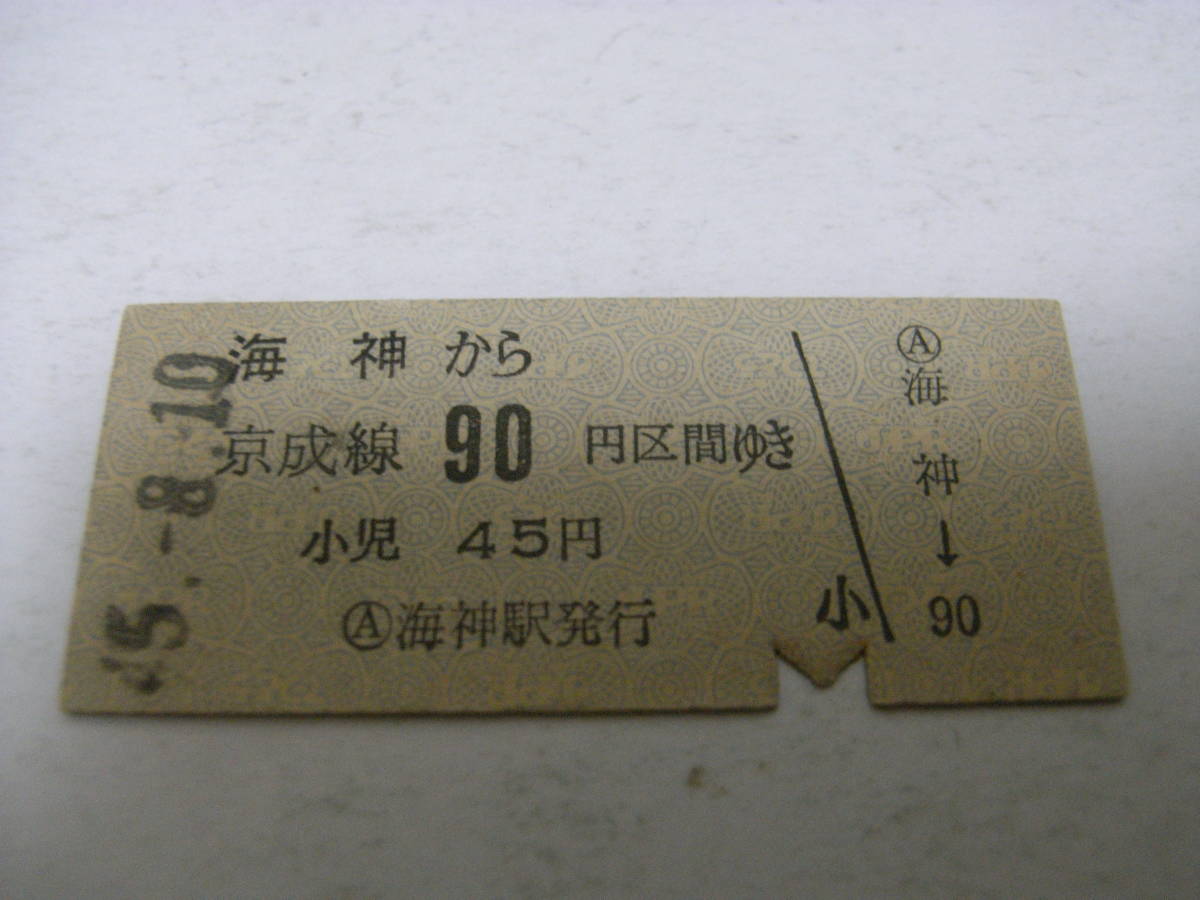 海神から
京成線 90 円区間ゆき
小児 45円
Ⓐ海神駅発行
小
Ⓐ海神→90
45.-8.10